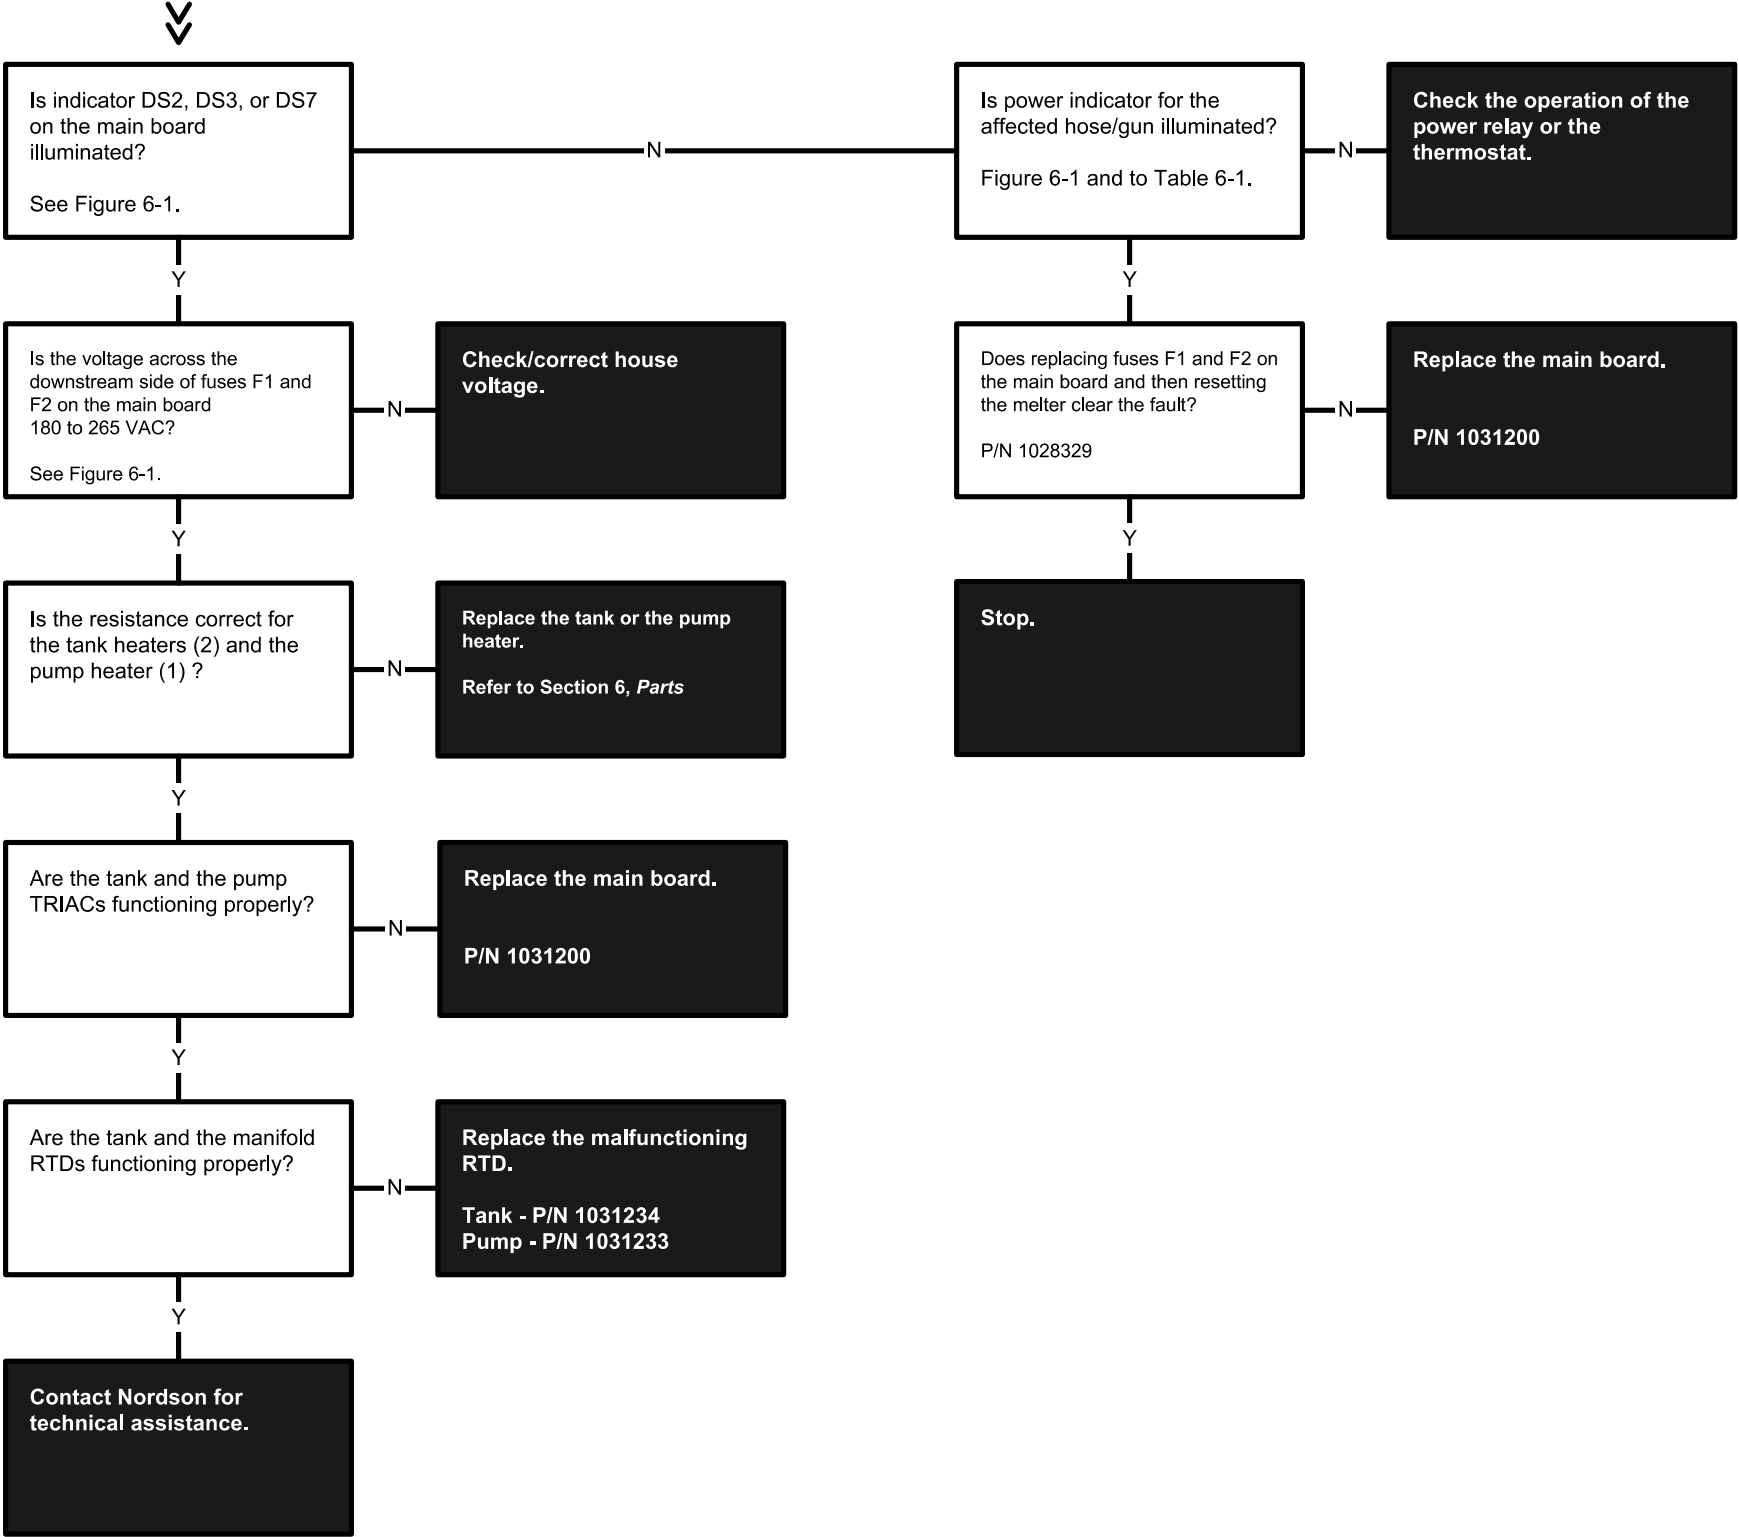 Is indicator DS2, DS3, or DS7
on the main board
illuminated?
See Figure 6-1.
N
Is power indicator for the
affected hose/gun illuminated?
Figure 6-1 and to Table 6-1.
N
Check the operation of the
power relay or the
thermostat.
Y
Y
Is the voltage across the
downstream side of fuses F1 and
F2 on the main board
180 to 265 VAC?
See Figure 6-1.
N
Check/correct house
voltage.
Does replacing fuses F1 and F2 on
the main board and then resetting
the melter clear the fault?
P/N 1028329
N
Replace the main board.
P/N 1031200
Y
Y
Is the resistance correct for
the tank heaters (2) and the
pump heater (1) ?
N
Replace the tank or the pump
heater.
Refer to Section 6, Parts
Stop.
Y
Are the tank and the pump
TRIACs functioning properly?
N
Replace the main board.
P/N 1031200
Y
Are the tank and the manifold
RTDs functioning properly?
N
Replace the malfunctioning
RTD.
Tank - P/N 1031234
Pump - P/N 1031233
Y
Contact Nordson for
technical assistance.